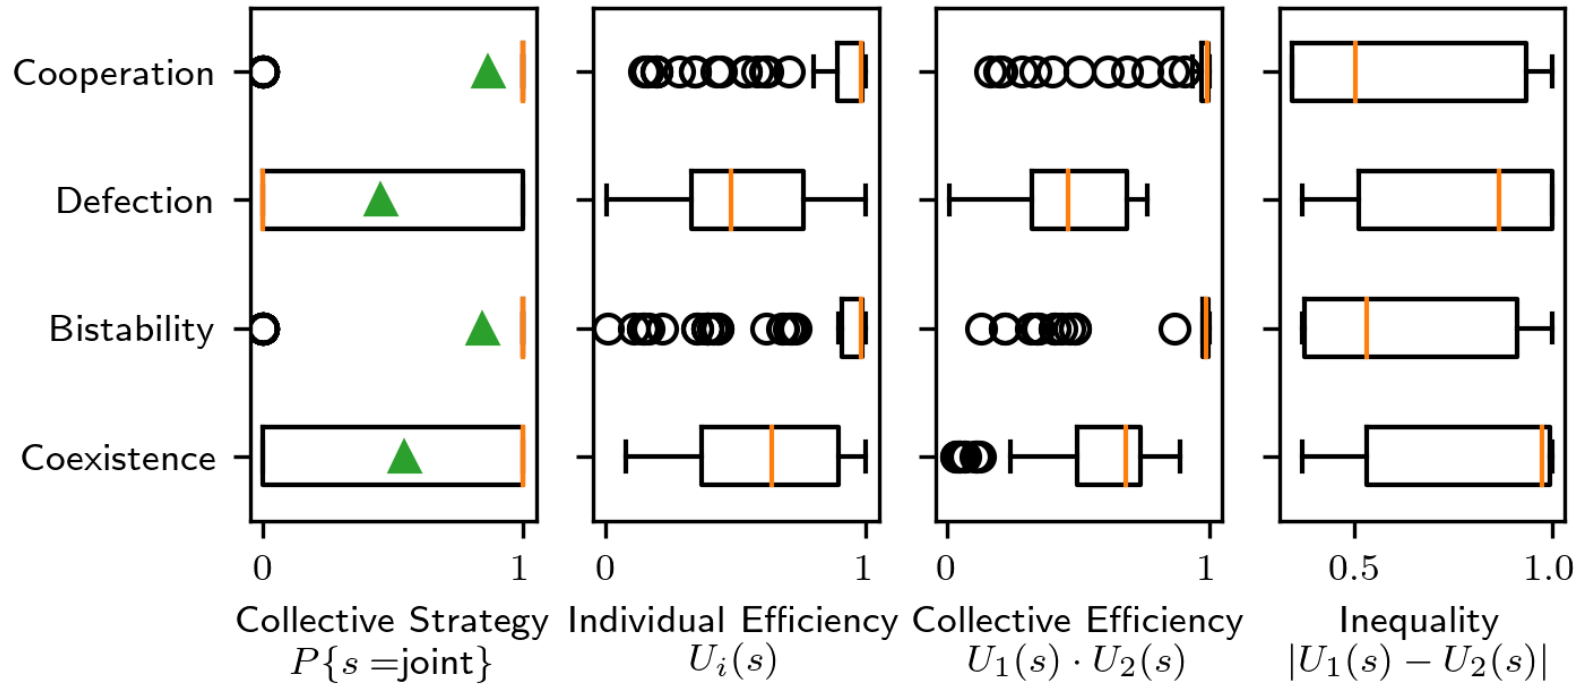 Cooperation
Defection
Bistability
Coexistence
0 1 0 1 0 1 0.5 1.0
Collective Strategy Individual Efficiency Collective Efficiency Inequality
P{s =joint} U_i(s) U_1(s) · U_2(s) |U_1(s) − U_2(s)|